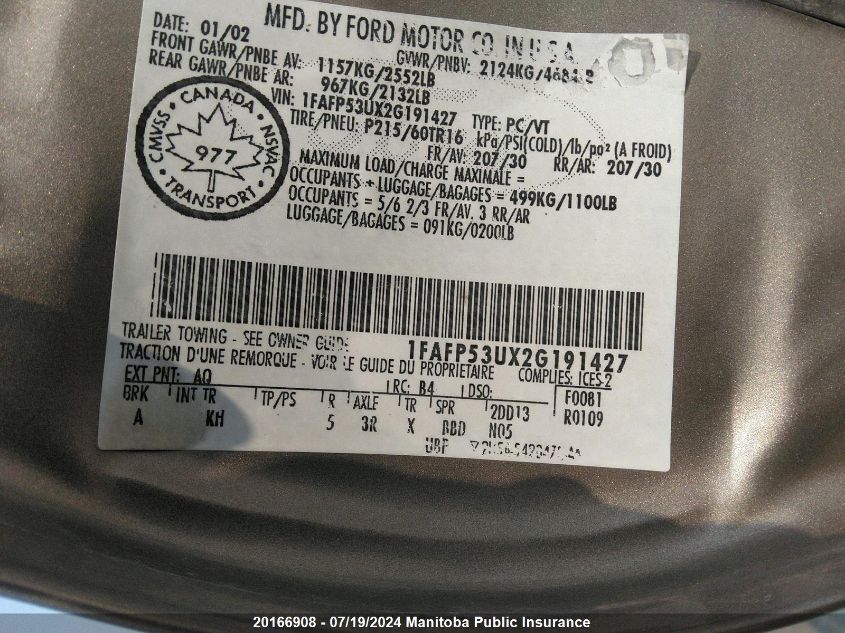 MFD. BY FORD MOTOR CO. IN U.S.A.
DATE: 01/02 GVWR/PNBV: 2124KG/4684LB
FRONT GAWR/PNBE AV: 1157KG/2552LB
REAR GAWR/PNBE AR: 967KG/2132LB
VIN: 1FAFP53UX2G191427 TYPE: PC/VT
TIRE/PNEU: P215/60TR16 kPa/PSI(COLD)/lb/po² (A FROID)
FR/AV: 207/30 RR/AR: 207/30
MAXIMUM LOAD/CHARGE MAXIMALE =
OCCUPANTS + LUGGAGE/BAGAGES = 499KG/1100LB
OCCUPANTS = 5/6 2/3 FR/AV. 3 RR/AR
LUGGAGE/BAGAGES = 091KG/0200LB
CANADA
CMVSS
NSVAC
977
TRANSPORT
TRAILER TOWING - SEE OWNER GUIDE 1FAFP53UX2G191427
TRACTION D'UNE REMORQUE - VOIR LE GUIDE DU PROPRIETAIRE COMPLIES: ICES-2
EXT PNT: AQ RC: B4 DSO: F0081
BRK INT TR TP/PS R AXLE TR SPR 2DD13 R0109
A KH 5 3R X BBD N05
UBP
20166908 - 07/19/2024 Manitoba Public Insurance